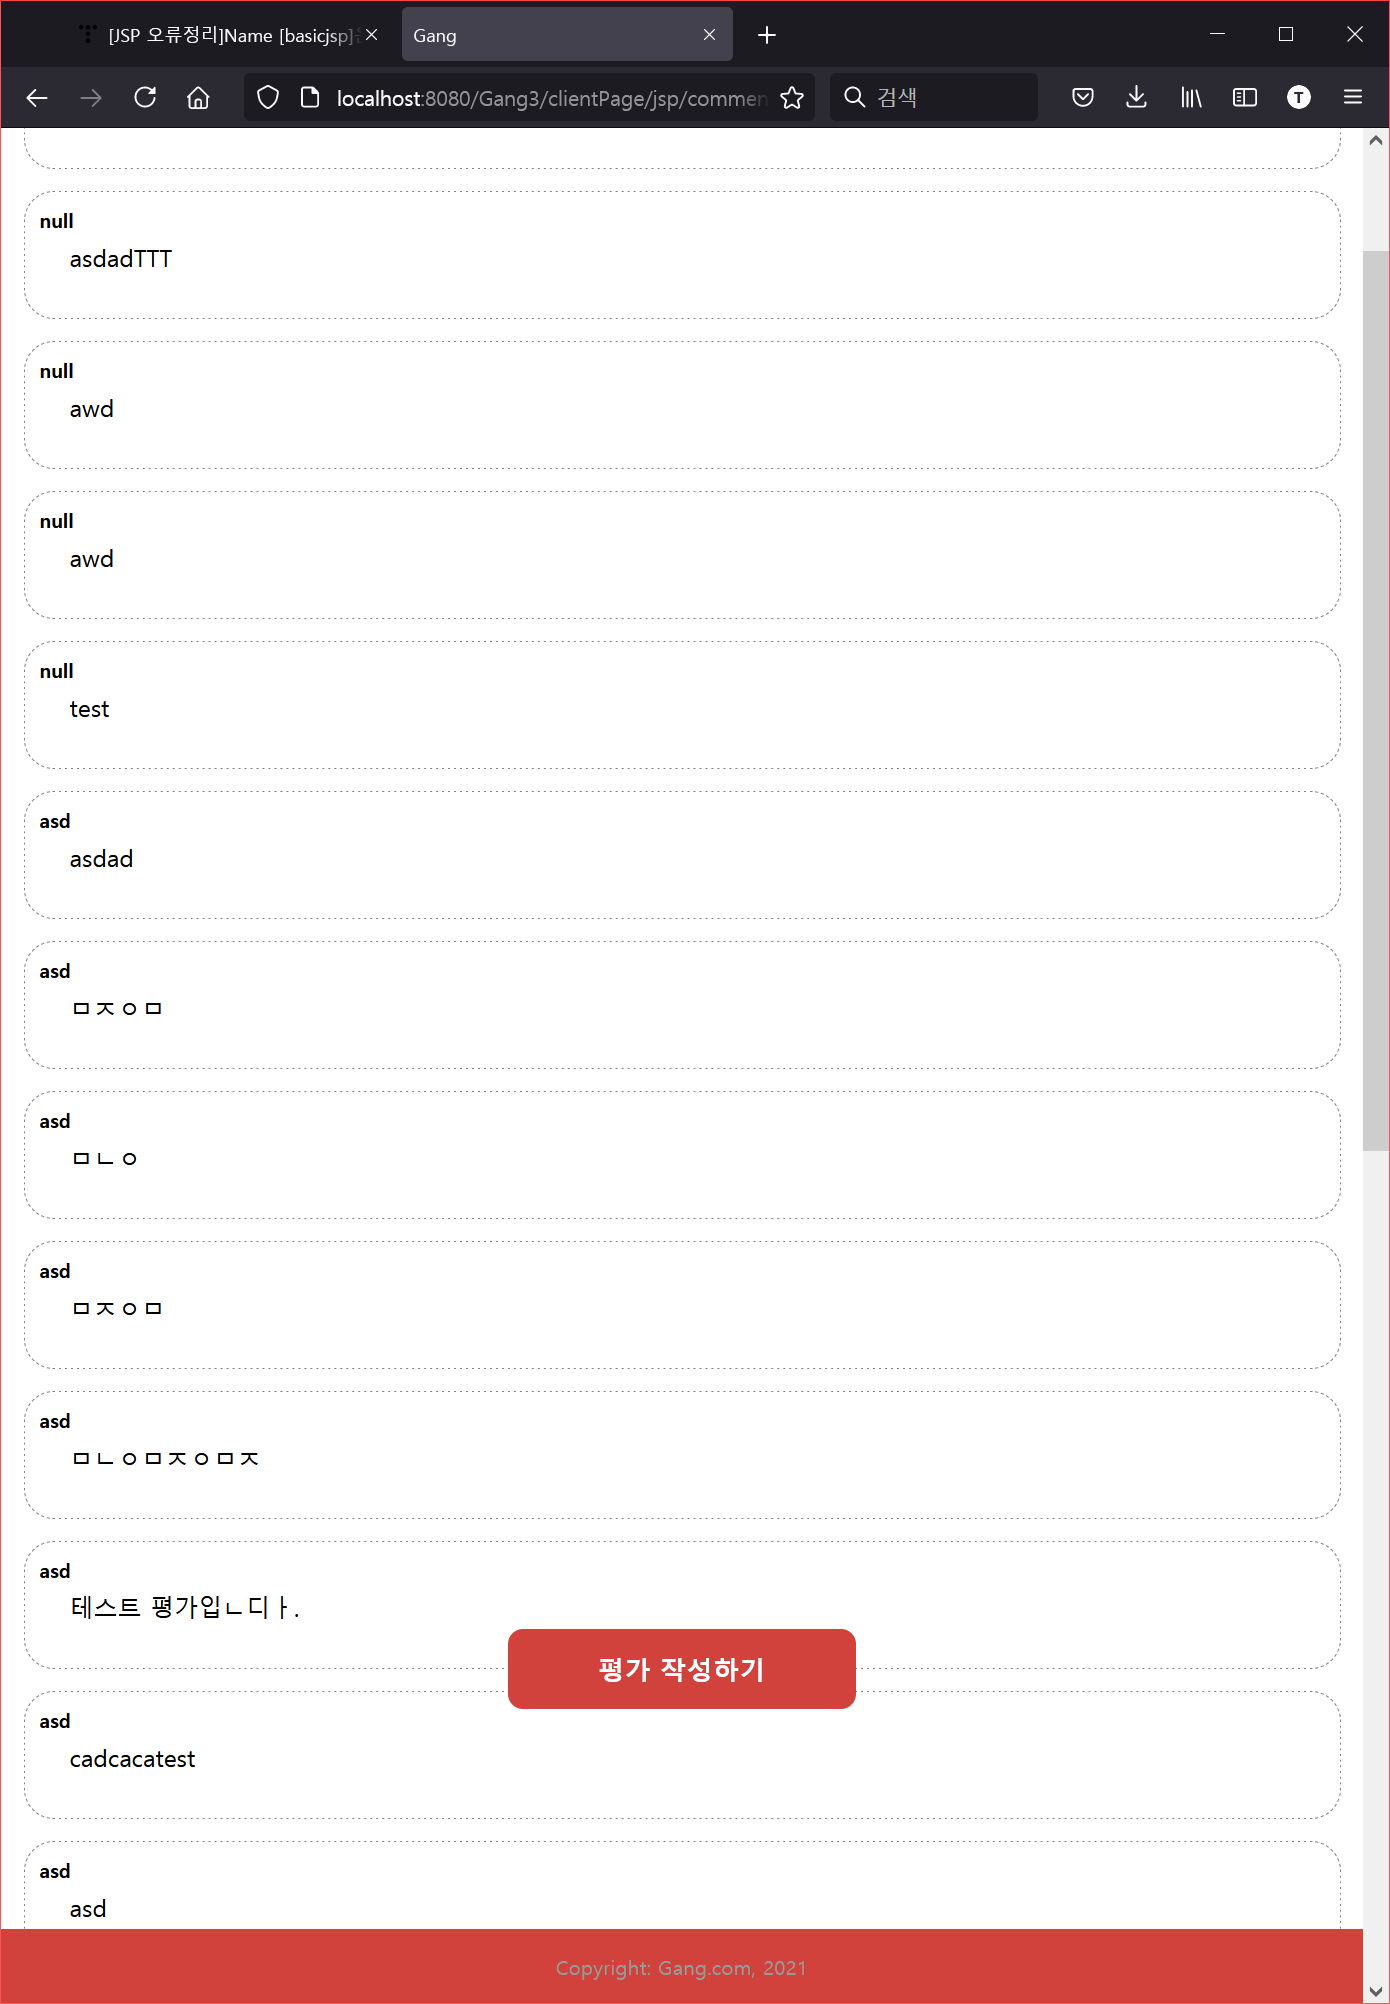 [JSP 오류정리]Name [basicjsp]
Gang
localhost:8080/Gang3/clientPage/jsp/commen
검색
T
null
asdadTTT
null
awd
null
awd
null
test
asd
asdad
asd
ㅁㅈㅇㅁ
asd
ㅁㄴㅇ
asd
ㅁㅈㅇㅁ
asd
ㅁㄴㅇㅁㅈㅇㅁㅈ
asd
테스트 평가입ㄴ디ㅏ.
평가 작성하기
asd
cadcacatest
asd
asd
Copyright: Gang.com, 2021